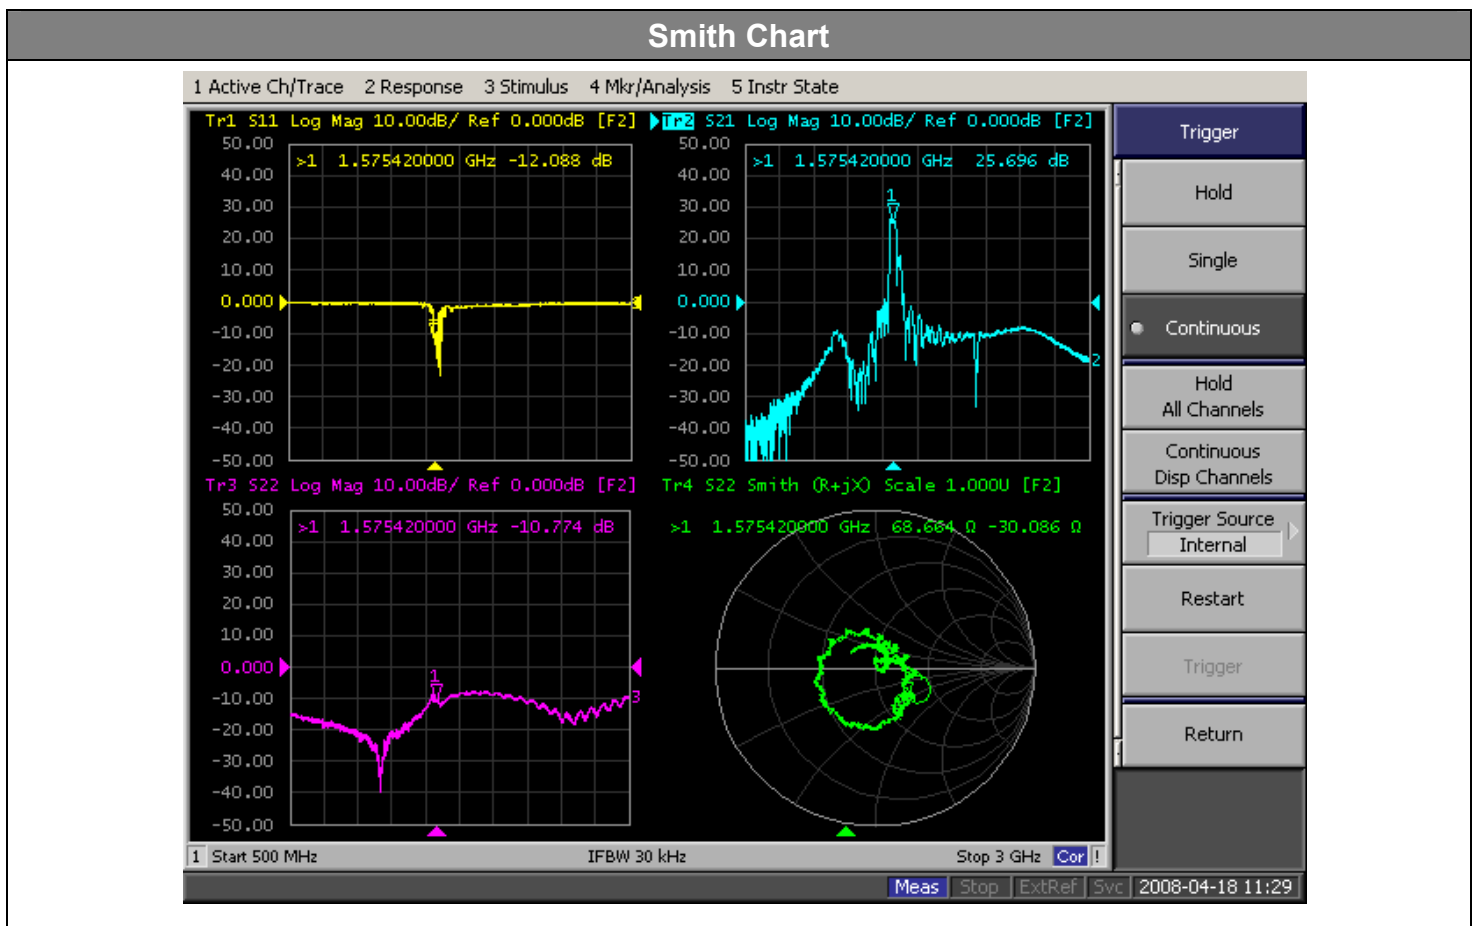 Smith Chart
1 Active Ch/Trace 2 Response 3 Stimulus 4 Mkr/Analysis 5 Instr State
Tr1 S11 Log Mag 10.00dB/ Ref 0.000dB [F2]
50.00
>1 1.575420000 GHz -12.088 dB
40.00
30.00
20.00
10.00
0.000
-10.00
-20.00
-30.00
-40.00
-50.00
Tr2 S21 Log Mag 10.00dB/ Ref 0.000dB [F2]
50.00
>1 1.575420000 GHz 25.696 dB
40.00
1
30.00
20.00
10.00
0.000
-10.00
-20.00
2
-30.00
-40.00
-50.00
Tr3 S22 Log Mag 10.00dB/ Ref 0.000dB [F2]
50.00
>1 1.575420000 GHz -10.774 dB
40.00
30.00
20.00
10.00
0.000
1
-10.00
3
-20.00
-30.00
-40.00
-50.00
Tr4 S22 Smith (R+jX) Scale 1.000U [F2]
>1 1.575420000 GHz 68.664 Ω -30.086 Ω
Trigger
Hold
Single
Continuous
Hold
All Channels
Continuous
Disp Channels
Trigger Source
Internal
Restart
Trigger
Return
1 Start 500 MHz IFBW 30 kHz Stop 3 GHz Cor !
Meas Stop ExtRef Svc 2008-04-18 11:29